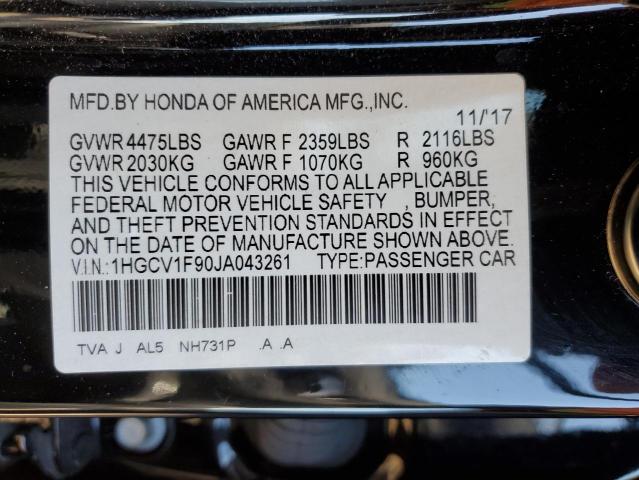 MFD.BY HONDA OF AMERICA MFG.,INC.
11/'17
GVWR 4475LBS GAWR F 2359LBS R 2116LBS
GVWR 2030KG GAWR F 1070KG R 960KG
THIS VEHICLE CONFORMS TO ALL APPLICABLE
FEDERAL MOTOR VEHICLE SAFETY , BUMPER,
AND THEFT PREVENTION STANDARDS IN EFFECT
ON THE DATE OF MANUFACTURE SHOWN ABOVE.
V.I.N.:1HGCV1F90JA043261 TYPE:PASSENGER CAR
TVA J AL5 NH731P .A .A